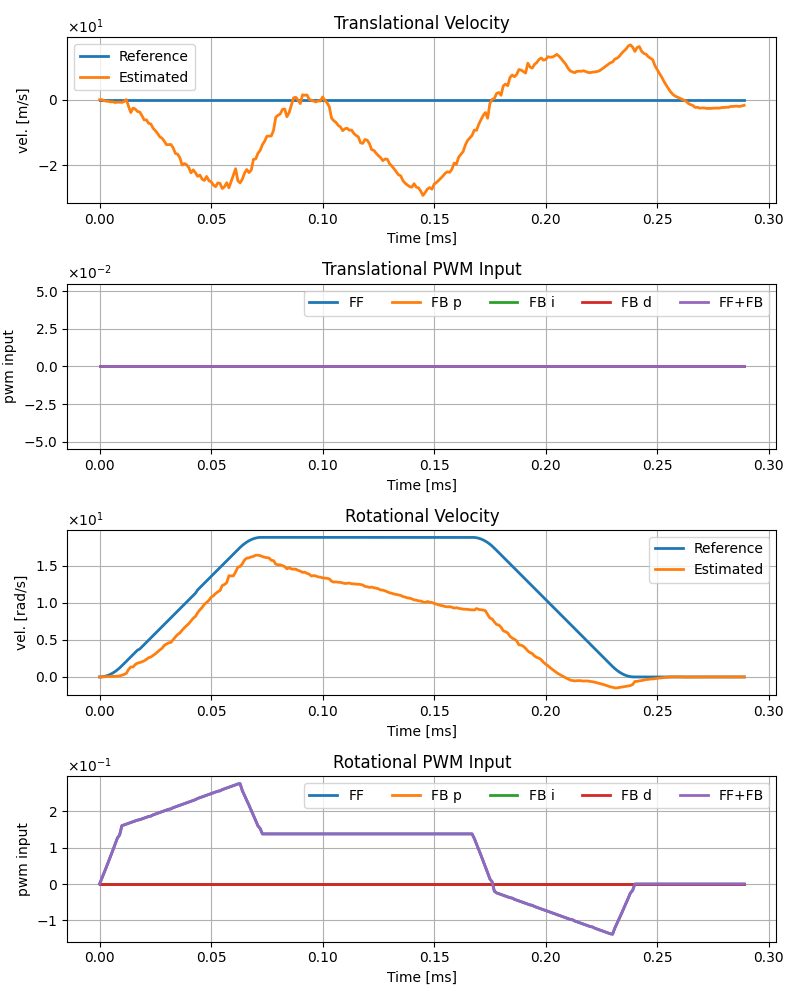 Translational Velocity
×10¹
Reference
Estimated
0
−2
vel. [m/s]
0.00 0.05 0.10 0.15 0.20 0.25 0.30
Time [ms]
Translational PWM Input
×10⁻²
FF FB p FB i FB d FF+FB
5.0
2.5
0.0
−2.5
−5.0
pwm input
0.00 0.05 0.10 0.15 0.20 0.25 0.30
Time [ms]
Rotational Velocity
×10¹
Reference
Estimated
1.5
1.0
0.5
0.0
vel. [rad/s]
0.00 0.05 0.10 0.15 0.20 0.25 0.30
Time [ms]
Rotational PWM Input
×10⁻¹
FF FB p FB i FB d FF+FB
2
1
0
−1
pwm input
0.00 0.05 0.10 0.15 0.20 0.25 0.30
Time [ms]